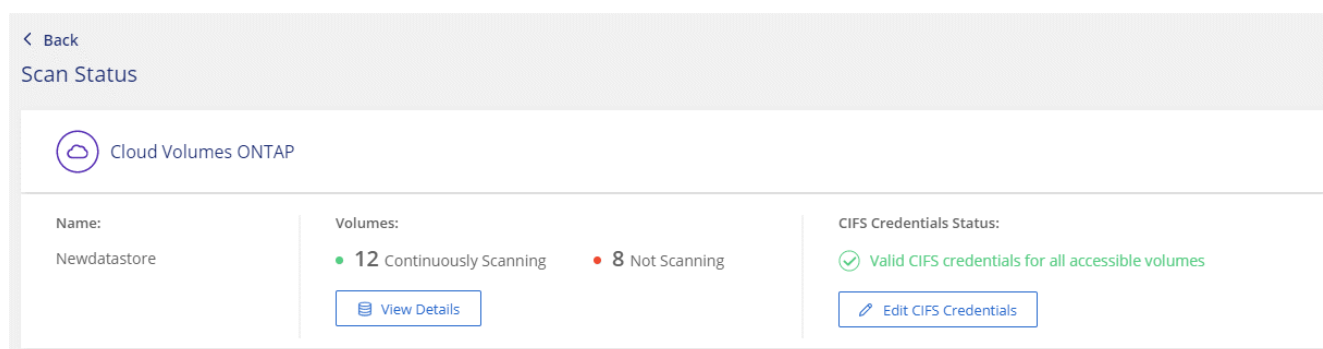 Back
Scan Status
Cloud Volumes ONTAP
Name:
Newdatastore
Volumes:
12 Continuously Scanning
8 Not Scanning
View Details
CIFS Credentials Status:
Valid CIFS credentials for all accessible volumes
Edit CIFS Credentials